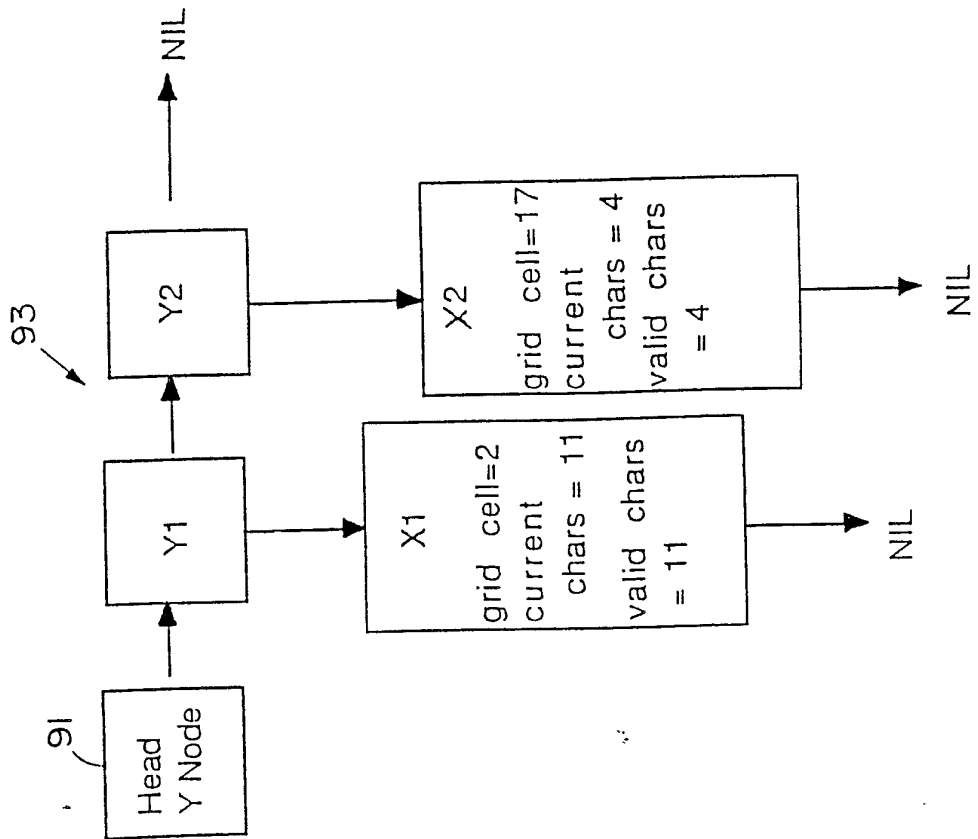 93
91
Head
Y Node
Y1
Y2
NIL
X1
grid cell=2
current
chars = 11
valid chars
= 11
NIL
X2
grid cell=17
current
chars = 4
valid chars
= 4
NIL